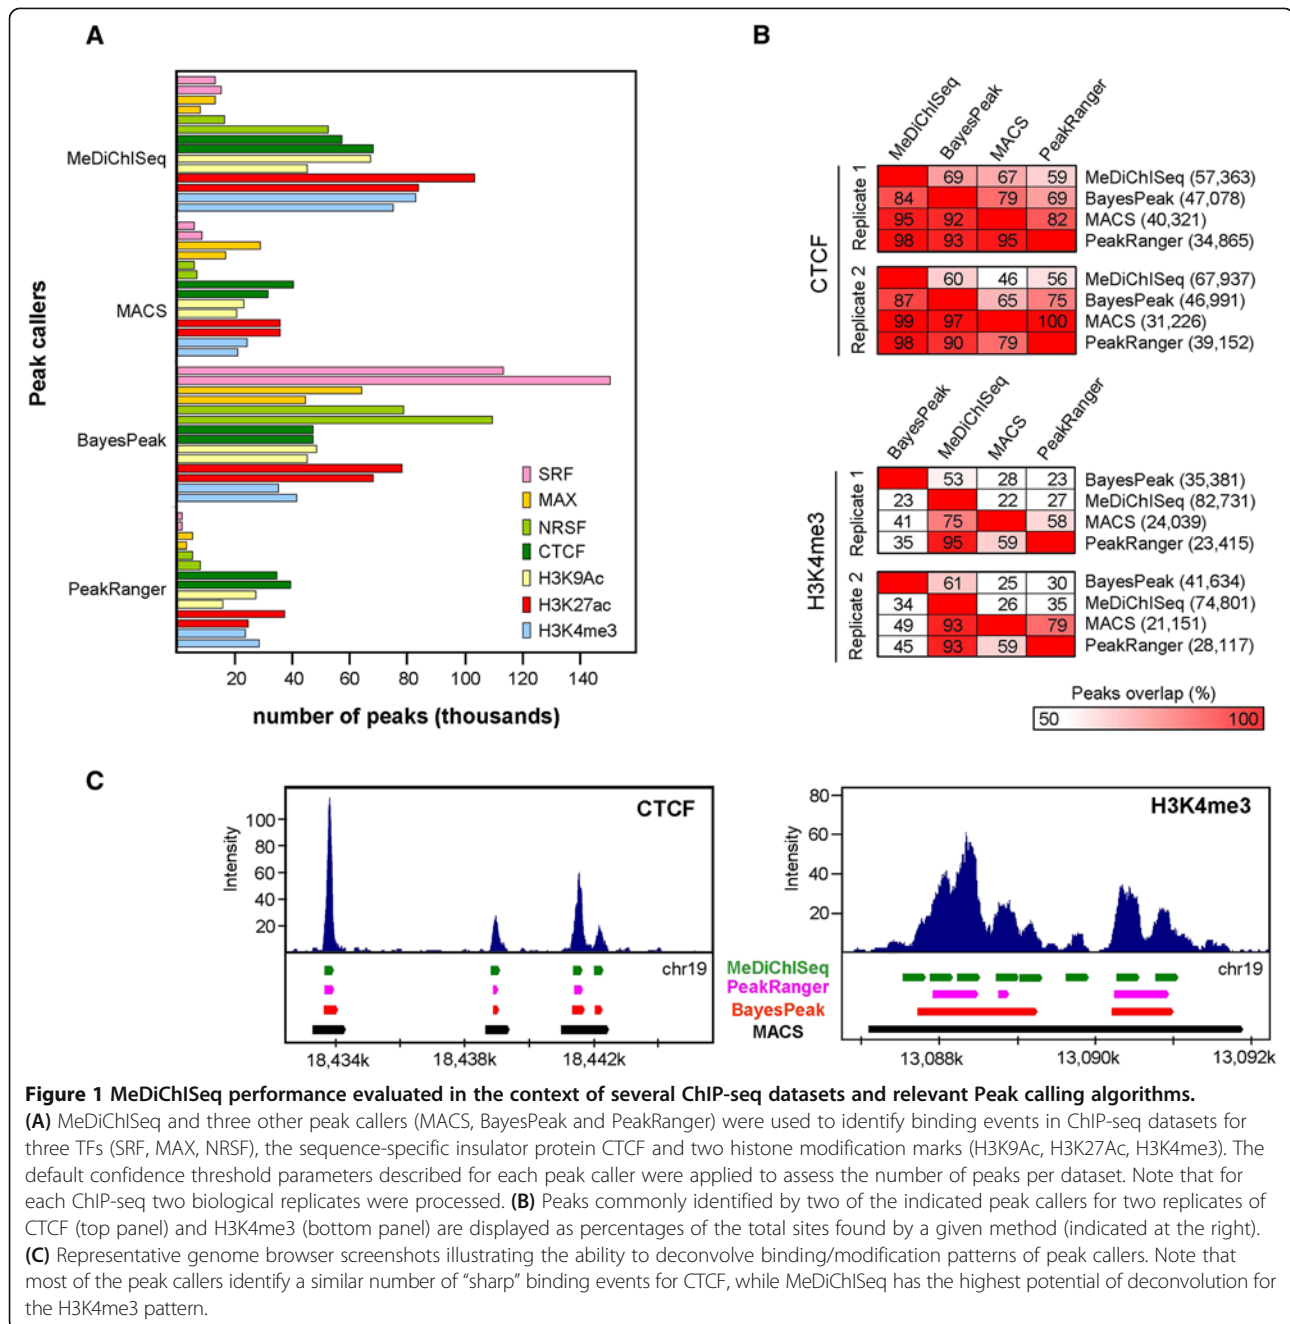 A
Peak callers
MeDiChISeq
MACS
BayesPeak
PeakRanger
SRF
MAX
NRSF
CTCF
H3K9Ac
H3K27ac
H3K4me3
20 40 60 80 100 120 140
number of peaks (thousands)
B
MeDiChISeq BayesPeak MACS PeakRanger
CTCF
Replicate 1
69 67 59 MeDiChISeq (57,363)
84 79 69 BayesPeak (47,078)
95 92 82 MACS (40,321)
98 93 95 PeakRanger (34,865)
Replicate 2
60 46 56 MeDiChISeq (67,937)
87 65 75 BayesPeak (46,991)
99 97 100 MACS (31,226)
98 90 79 PeakRanger (39,152)
BayesPeak MeDiChISeq MACS PeakRanger
H3K4me3
Replicate 1
53 28 23 BayesPeak (35,381)
23 22 27 MeDiChISeq (82,731)
41 75 58 MACS (24,039)
35 95 59 PeakRanger (23,415)
Replicate 2
61 25 30 BayesPeak (41,634)
34 26 35 MeDiChISeq (74,801)
49 93 79 MACS (21,151)
45 93 59 PeakRanger (28,117)
Peaks overlap (%)
50 100
C
CTCF
Intensity
100
80
60
40
20
chr19
18,434k 18,438k 18,442k
MeDiChISeq
PeakRanger
BayesPeak
MACS
H3K4me3
Intensity
80
60
40
20
chr19
13,088k 13,090k 13,092k
Figure 1 MeDiChISeq performance evaluated in the context of several ChIP-seq datasets and relevant Peak calling algorithms.
(A) MeDiChISeq and three other peak callers (MACS, BayesPeak and PeakRanger) were used to identify binding events in ChIP-seq datasets for
three TFs (SRF, MAX, NRSF), the sequence-specific insulator protein CTCF and two histone modification marks (H3K9Ac, H3K27Ac, H3K4me3). The
default confidence threshold parameters described for each peak caller were applied to assess the number of peaks per dataset. Note that for
each ChIP-seq two biological replicates were processed. (B) Peaks commonly identified by two of the indicated peak callers for two replicates of
CTCF (top panel) and H3K4me3 (bottom panel) are displayed as percentages of the total sites found by a given method (indicated at the right).
(C) Representative genome browser screenshots illustrating the ability to deconvolve binding/modification patterns of peak callers. Note that
most of the peak callers identify a similar number of “sharp” binding events for CTCF, while MeDiChISeq has the highest potential of deconvolution for
the H3K4me3 pattern.